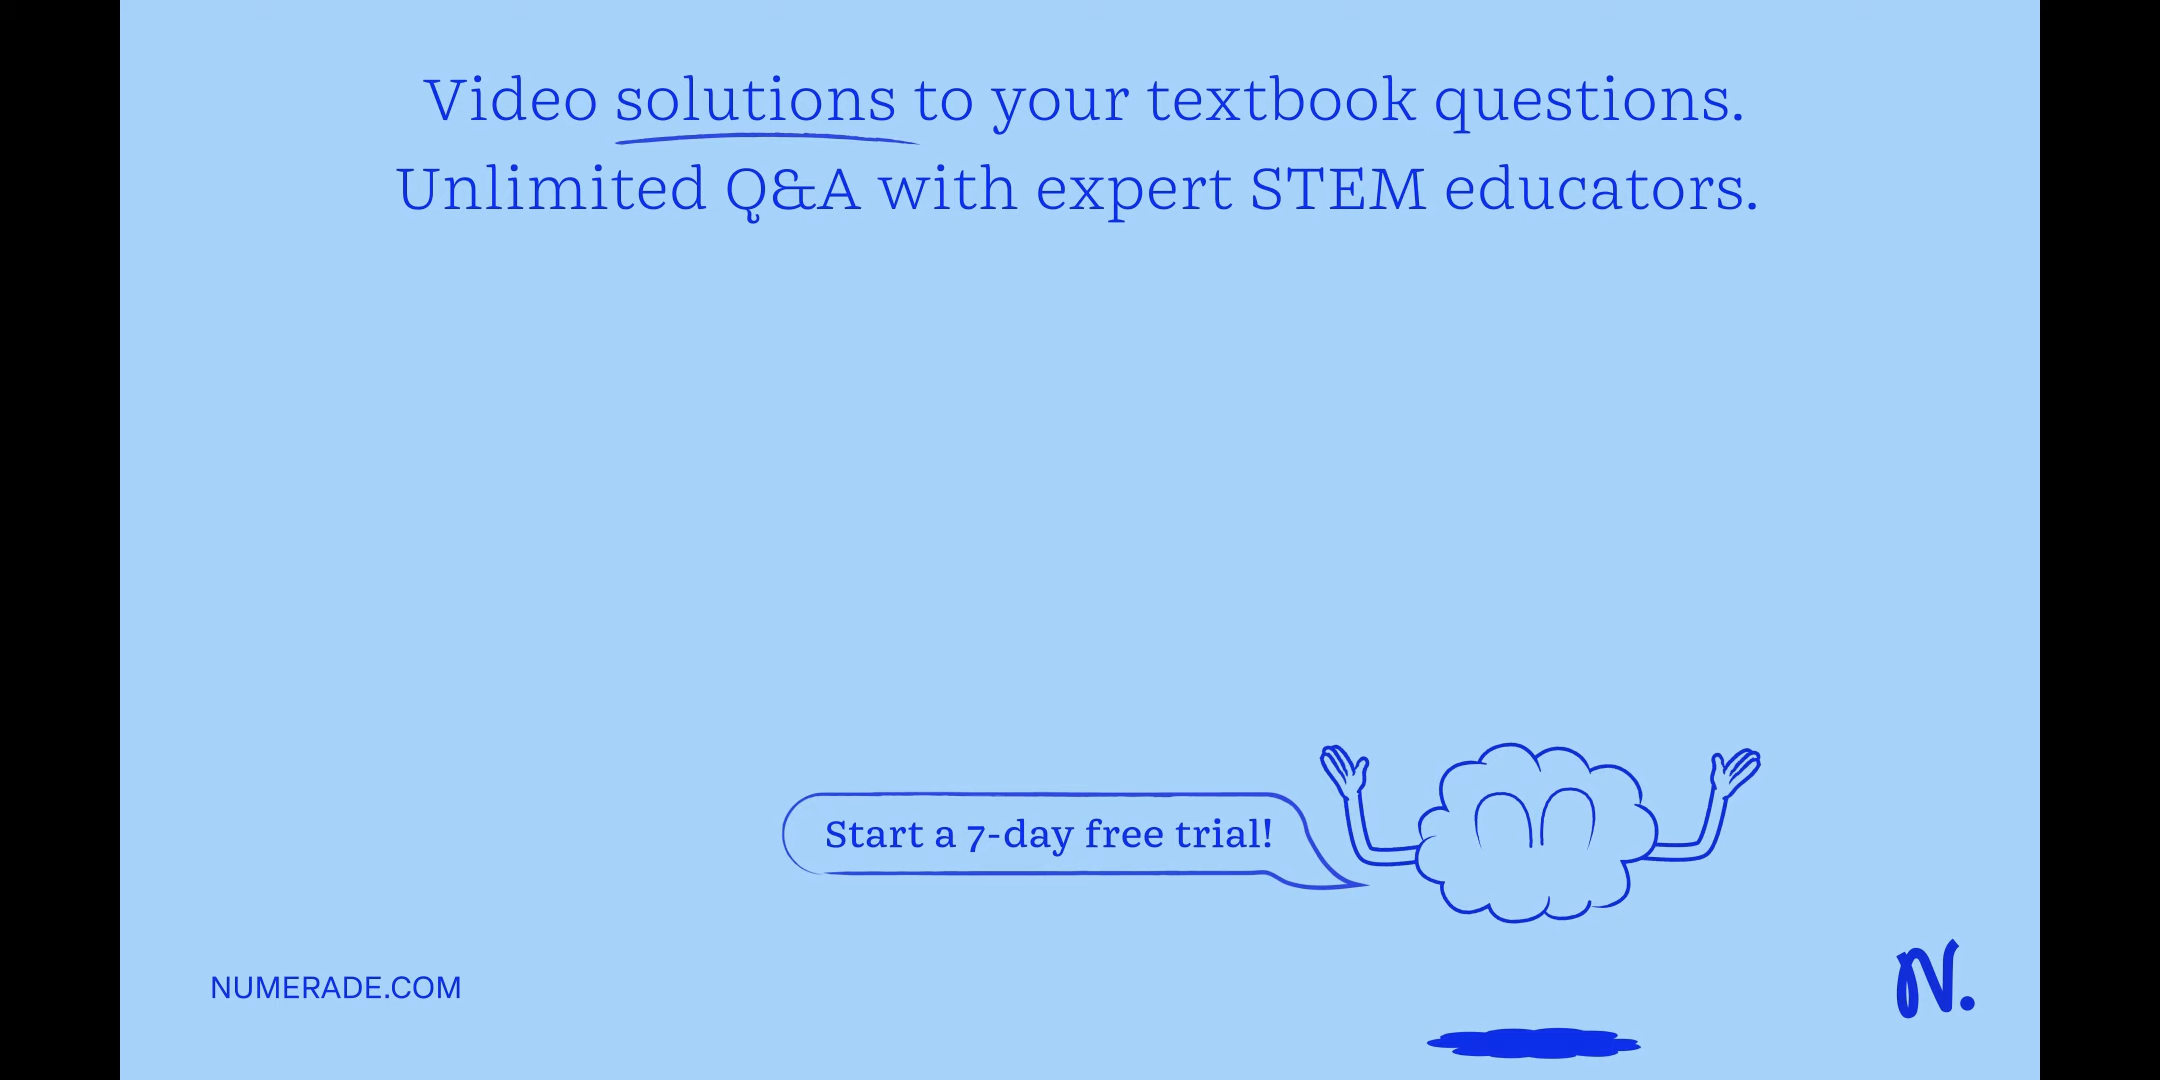 Video solutions to your textbook questions.
Unlimited Q&A with expert STEM educators.
Start a 7-day free trial!
NUMERADE.COM
N.